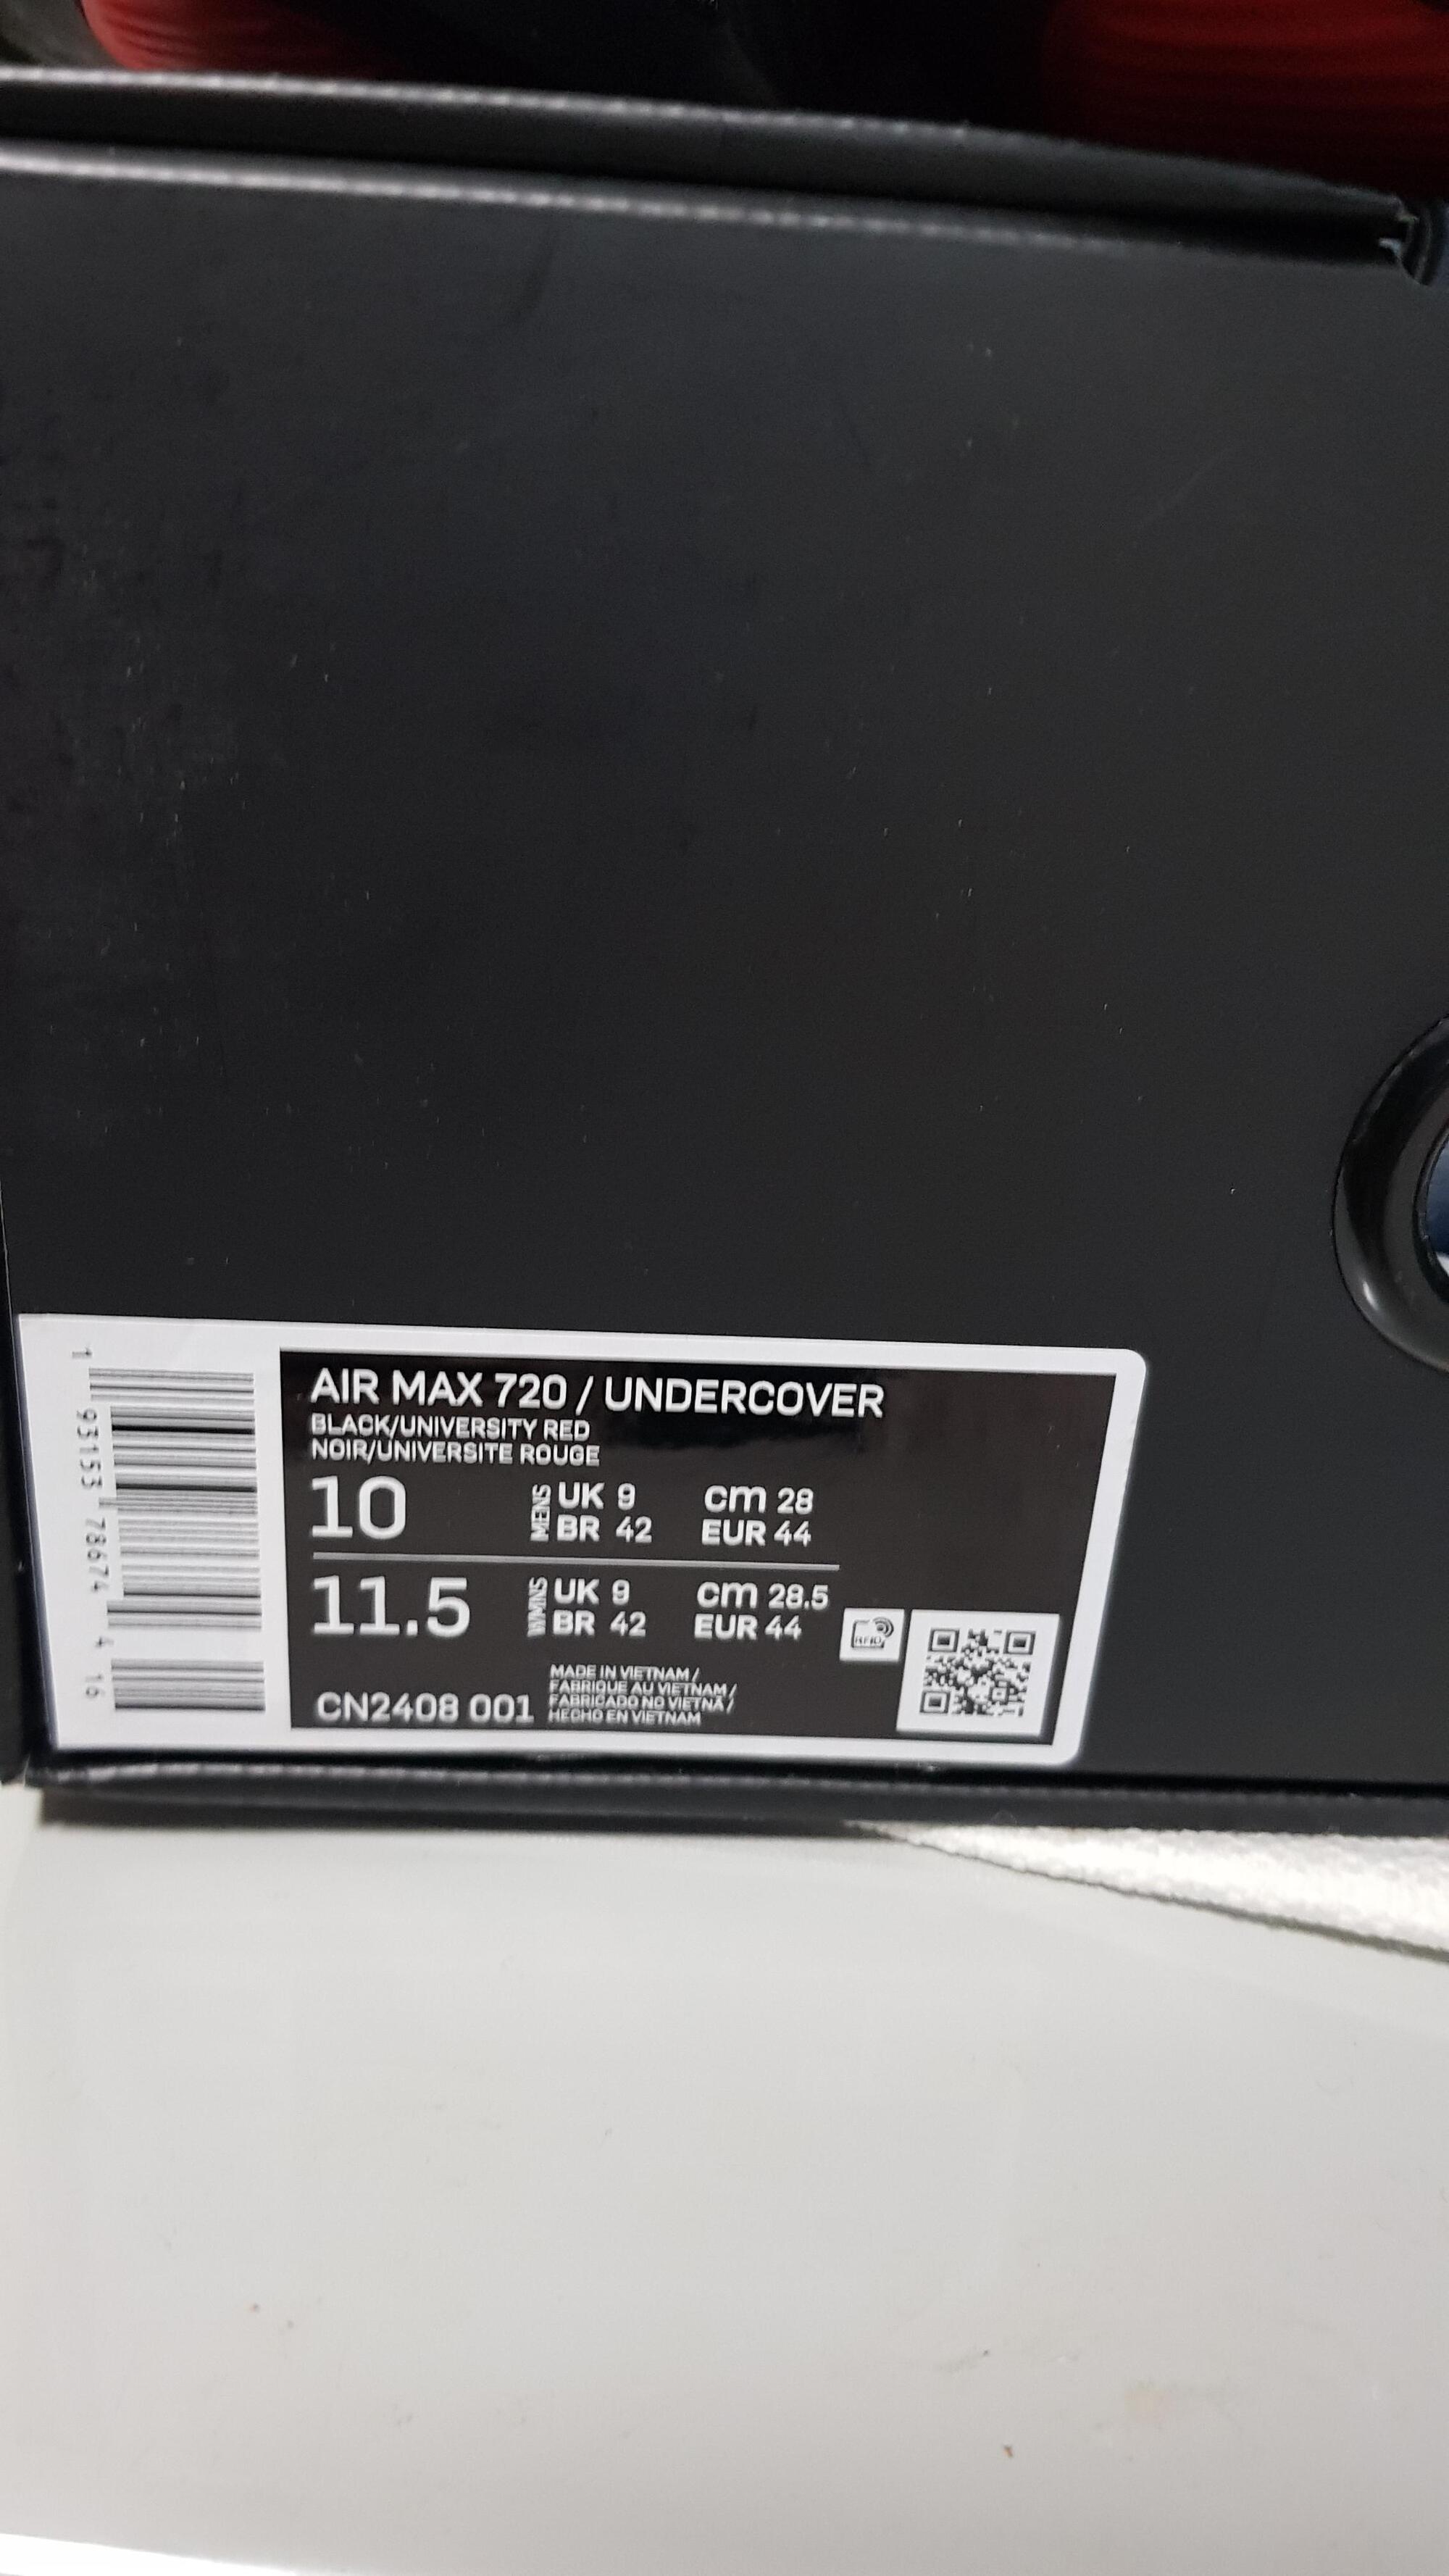 AIR MAX 720 / UNDERCOVER
BLACK/UNIVERSITY RED
NOIR/UNIVERSITE ROUGE
10 MENS UK 9 cm 28
BR 42 EUR 44
11.5 WMNS UK 9 cm 28.5
BR 42 EUR 44
RFID
CN2408 001
MADE IN VIETNAM /
FABRIQUE AU VIETNAM /
FABRICADO NO VIETNÃ /
HECHO EN VIETNAM
1 93153 78674 4 16